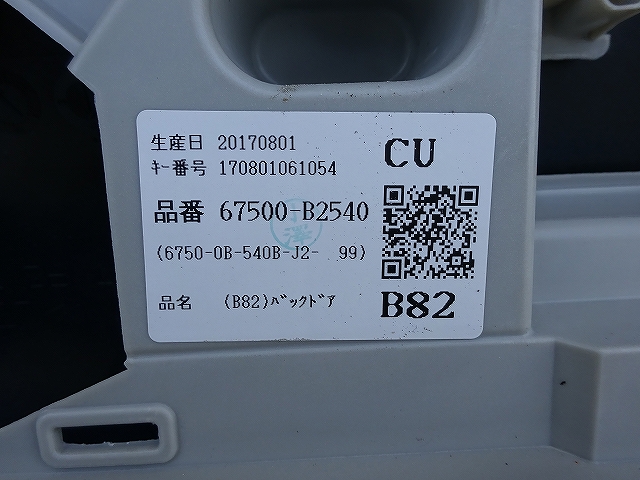 生産日 20170801
キー番号 170801061054
CU
品番 67500-B2540
(6750-0B-540B-J2- 99)
品名 (B82)ﾊﾞｯｸﾄﾞｱ
B82